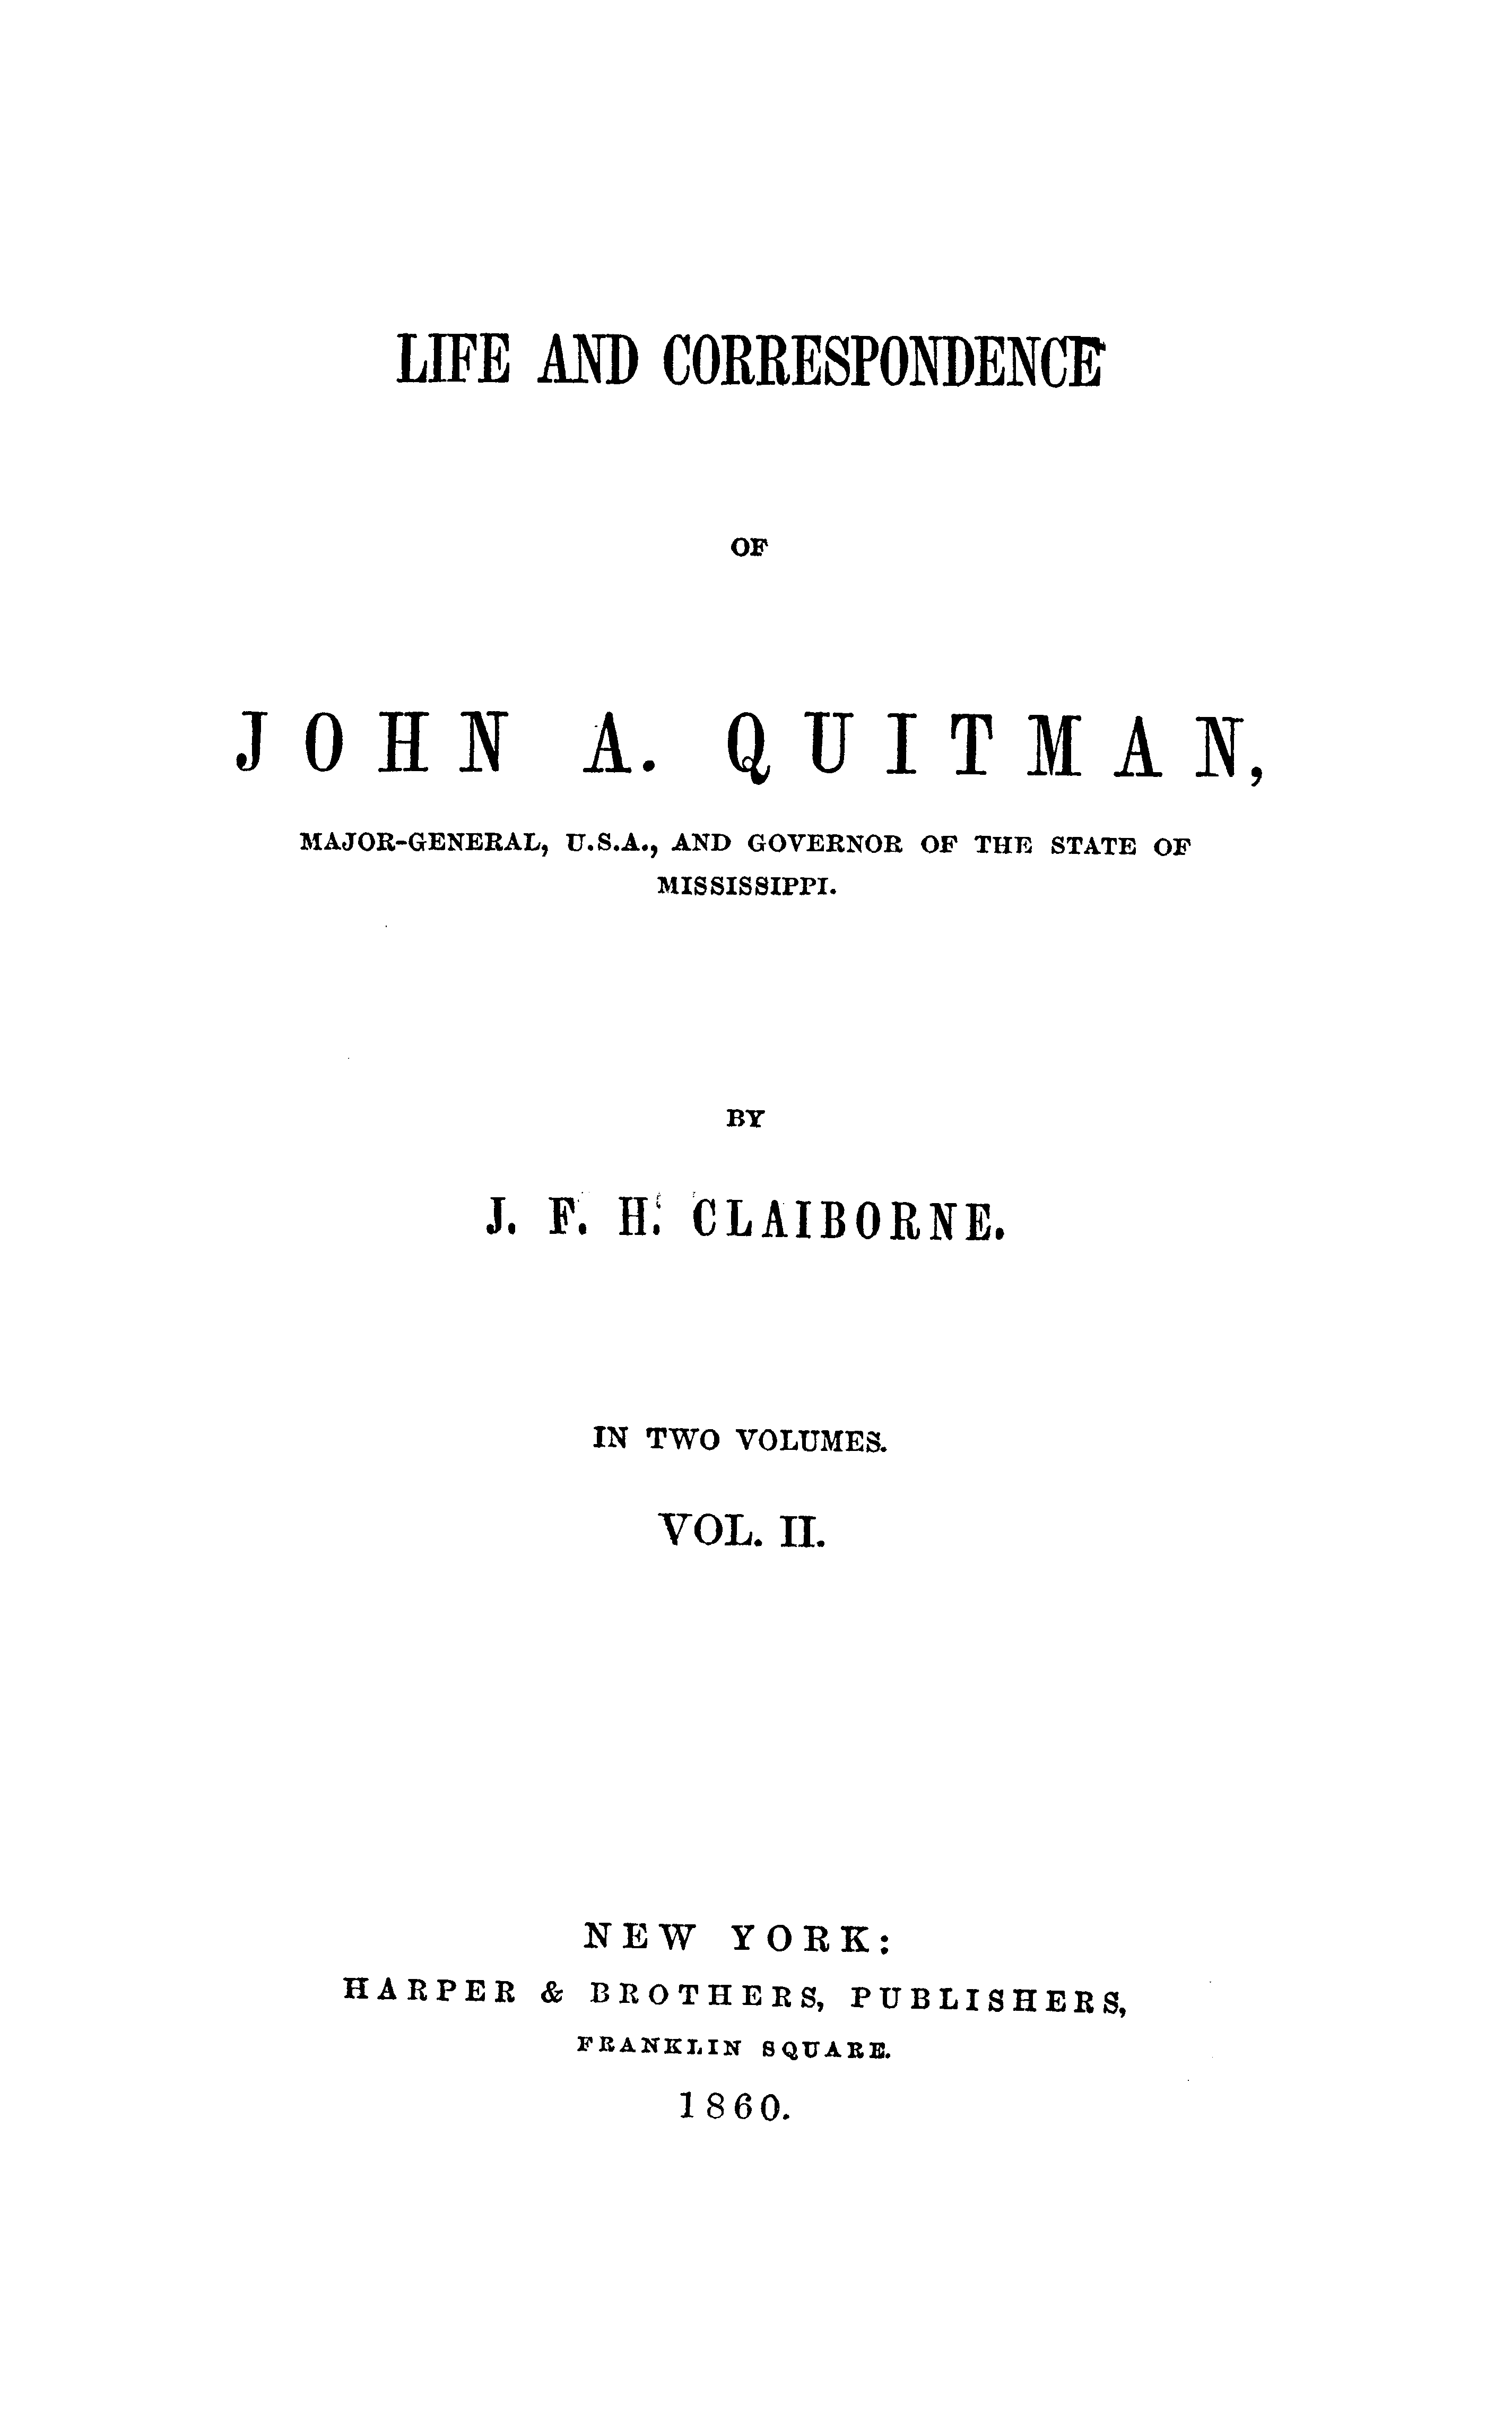 LIFE AND CORRESPONDENCE
OF
JOHN A. QUITMAN,
MAJOR-GENERAL, U.S.A., AND GOVERNOR OF THE STATE OF
MISSISSIPPI.
BY
J. F. H. CLAIBORNE.
IN TWO VOLUMES.
VOL. II.
NEW YORK:
HARPER & BROTHERS, PUBLISHERS,
FRANKLIN SQUARE.
1860.